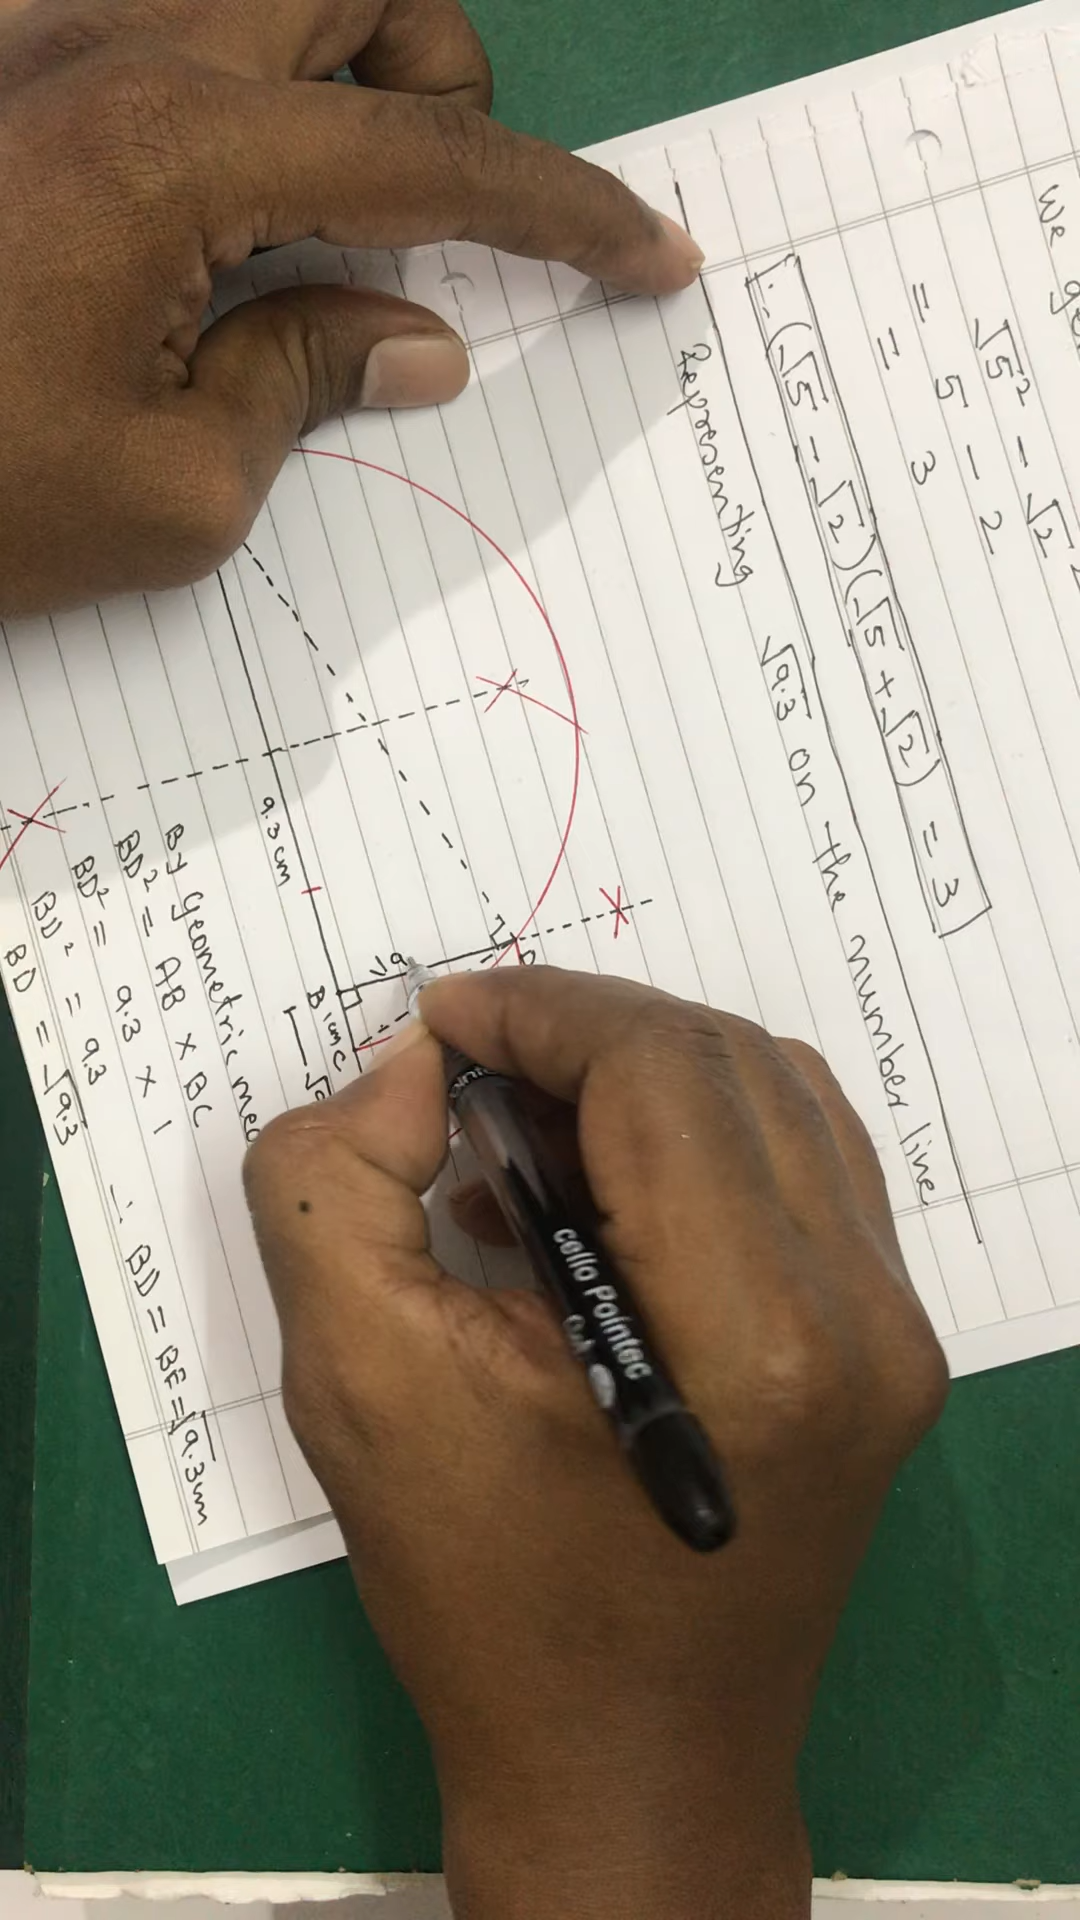 We
√5² - √2²
= 5 - 2
= 3
∴ (√5 - √2)(√5 + √2) = 3
Representing √9.3 on the number line
D
9.3 cm
B 1cm C
By geometric
BD² = AB × BC
BD² = 9.3 × 1
BD² = 9.3
BD = √9.3
∴ BD = BE = √9.3cm
cello Pointec